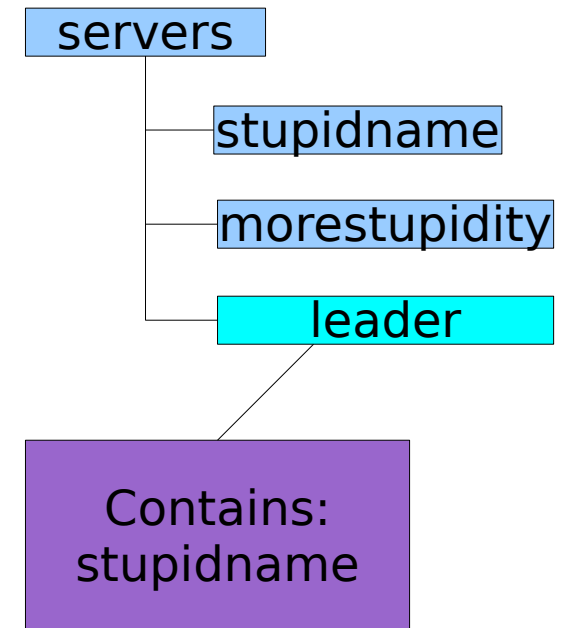 servers
stupidname
morestupidity
leader
Contains:
stupidname